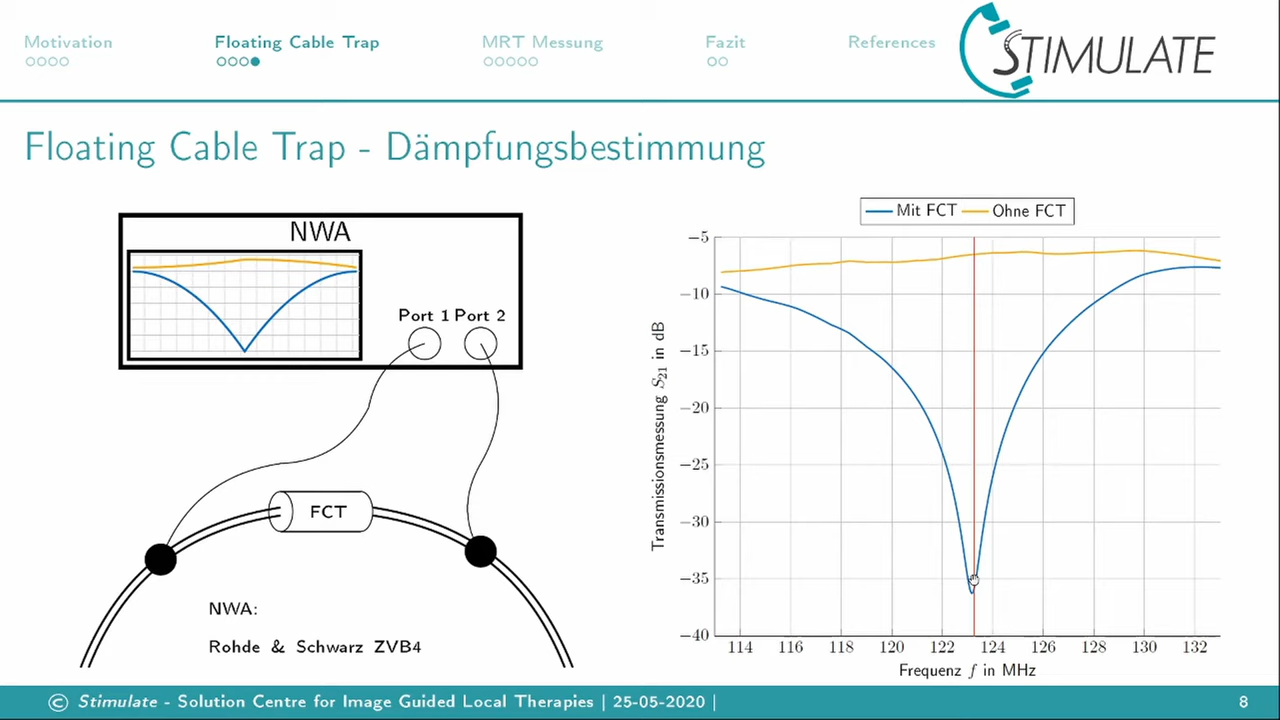 Motivation
Floating Cable Trap
MRT Messung
Fazit
References
STIMULATE
Floating Cable Trap - Dämpfungsbestimmung
NWA
Port 1 Port 2
FCT
NWA:
Rohde & Schwarz ZVB4
Mit FCT Ohne FCT
−5
−10
−15
−20
−25
−30
−35
−40
Transmissionsmessung S21 in dB
114 116 118 120 122 124 126 128 130 132
Frequenz f in MHz
© Stimulate - Solution Centre for Image Guided Local Therapies | 25-05-2020 |
8